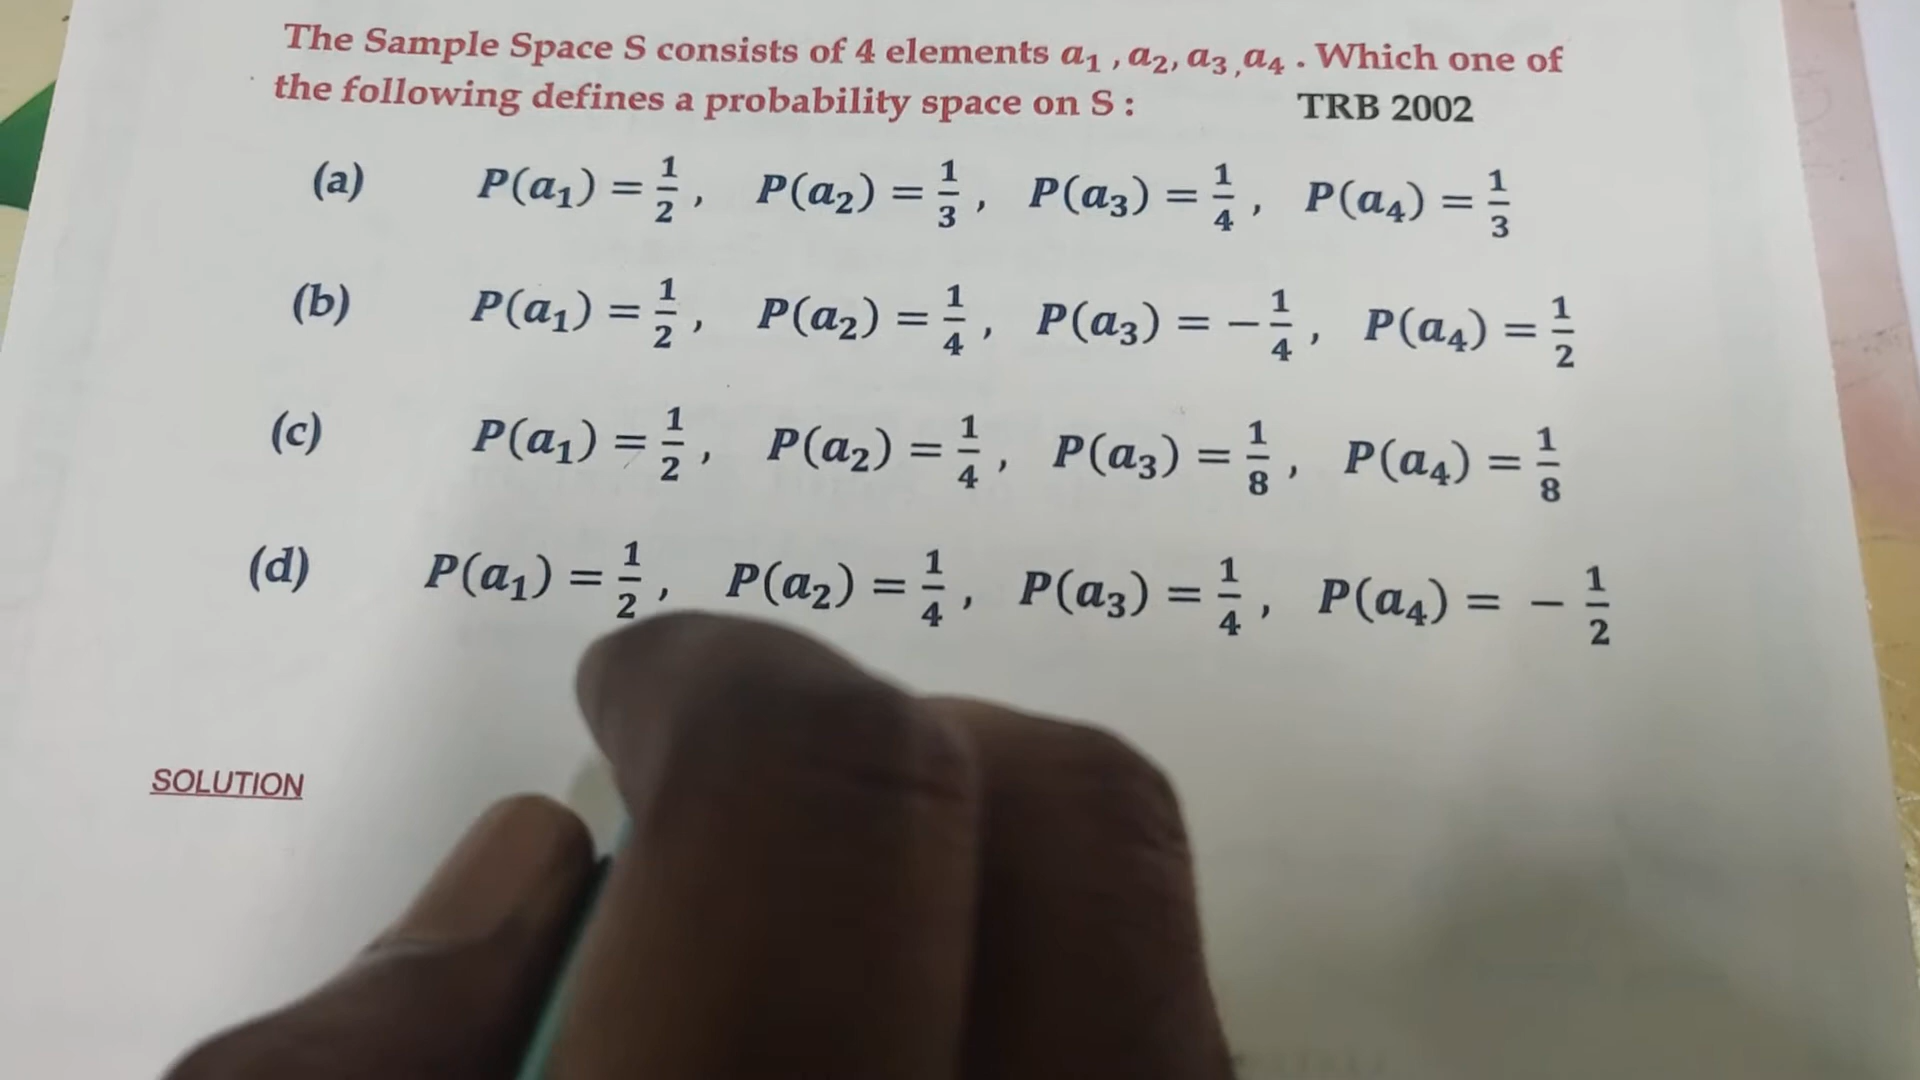 The Sample Space S consists of 4 elements a₁ , a₂, a₃ ,a₄ . Which one of
the following defines a probability space on S : TRB 2002
(a) P(a₁) = 1/2 , P(a₂) = 1/3 , P(a₃) = 1/4 , P(a₄) = 1/3
(b) P(a₁) = 1/2 , P(a₂) = 1/4 , P(a₃) = −1/4 , P(a₄) = 1/2
(c) P(a₁) = 1/2 , P(a₂) = 1/4 , P(a₃) = 1/8 , P(a₄) = 1/8
(d) P(a₁) = 1/2 , P(a₂) = 1/4 , P(a₃) = 1/4 , P(a₄) = − 1/2
SOLUTION